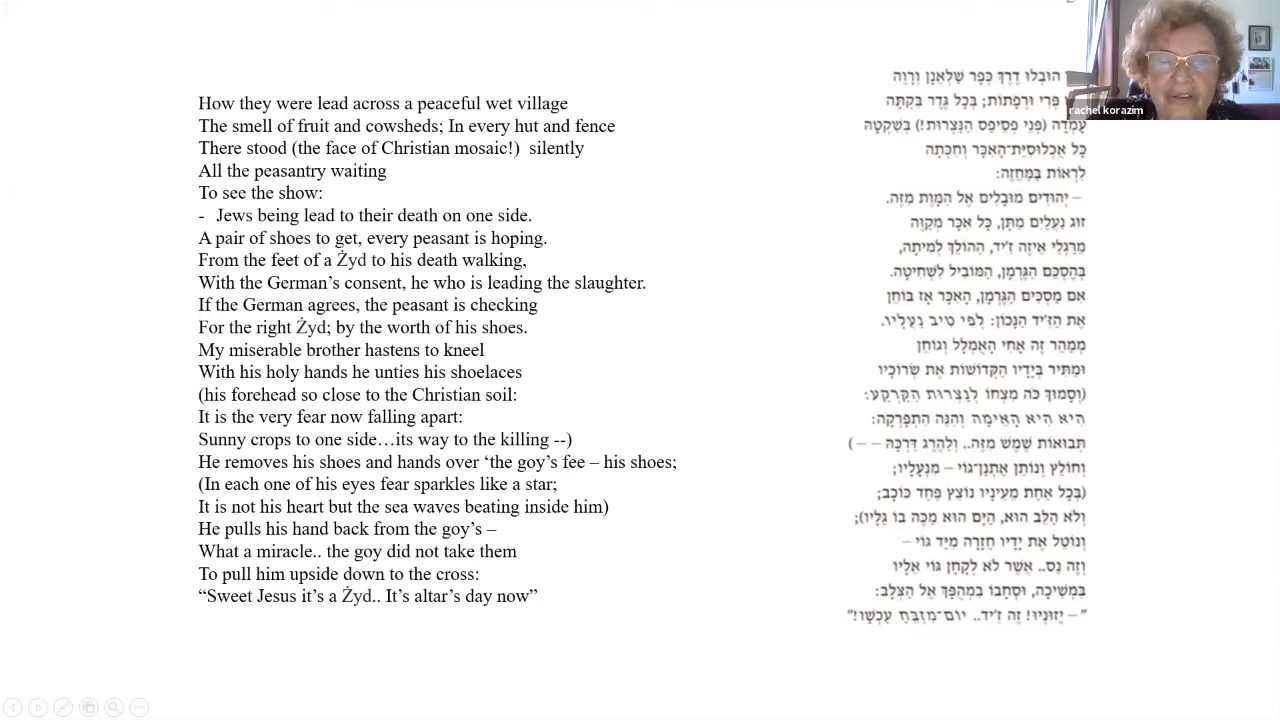 How they were lead across a peaceful wet village
The smell of fruit and cowsheds; In every hut and fence
There stood (the face of Christian mosaic!) silently
All the peasantry waiting
To see the show:
- Jews being lead to their death on one side.
A pair of shoes to get, every peasant is hoping.
From the feet of a Żyd to his death walking,
With the German's consent, he who is leading the slaughter.
If the German agrees, the peasant is checking
For the right Żyd; by the worth of his shoes.
My miserable brother hastens to kneel
With his holy hands he unties his shoelaces
(his forehead so close to the Christian soil:
It is the very fear now falling apart:
Sunny crops to one side…its way to the killing --)
He removes his shoes and hands over ‘the goy’s fee – his shoes;
(In each one of his eyes fear sparkles like a star;
It is not his heart but the sea waves beating inside him)
He pulls his hand back from the goy’s –
What a miracle.. the goy did not take them
To pull him upside down to the cross:
“Sweet Jesus it’s a Żyd.. It’s altar’s day now”
הוּבְלוּ דֶרֶךְ כְּפָר שַׁלְאֲנָן וְרָוֶה
פְּרִי וּרְפָתוֹת; בְּכָל גָּדֵר בִּקְתָּה
עָמְדָה (פְּנֵי פְסֵיפַס הַנַּצְרוּת!) בְּשִׁקְטָהּ
כָּל אֻכְלוּסִיַּת־הָאִכָּר וְחִכְּתָה
לִרְאוֹת בַּמַּחֲזֶה:
– יְהוּדִים מוּבָלִים אֶל הַמָּוֶת מִזֶּה.
זוּג נַעֲלַיִם מַתָּן, כָּל אִכָּר מְקַוֶּה
מֵרַגְלֵי אֵיזֶה זִ'יד, הַהוֹלֵךְ לְמִיתָה,
בְּהֶסְכֵּם הַגֶּרְמָן, הַמּוֹבִיל לִשְׁחִיטָה.
אִם מַסְכִּים הַגֶּרְמָן, הָאִכָּר אָז בּוֹחֵן
אֶת הַזִּ'יד הַנָּכוֹן: לְפִי טִיב נַעֲלָיו.
מְמַהֵר זֶה אָחִי הָאֻמְלָל וְגוֹחֵן
וּמַתִּיר בְּיָדָיו הַקְּדוֹשׁוֹת אֶת שְׂרוֹכָיו
(וְסָמוּךְ כֹּה מִצְחוֹ לְנַצְרוּת הַקַּרְקַע:
הִיא הִיא הָאֵימָה וְהִנֵּה הִתְפָּרְקָה:
תְּבוּאוֹת שֶׁמֶשׁ מִזֶּה.. וְלַהֶרֶג דַּרְכָּהּ – – )
וְחוֹלֵץ וְנוֹתֵן אֶתְנַן־גּוֹי – מִנְעָלָיו;
(בְּכָל אַחַת מֵעֵינָיו נוֹצֵץ פַּחַד כּוֹכָב;
וְלֹא הַלֵּב הוּא, הַיָּם הוּא מַכֶּה בוֹ גַּלָּיו);
וְנוֹטֵל אֶת יָדָיו חֲזָרָה מִיַּד גּוֹי –
וְזֶה נֵס.. אֲשֶׁר לֹא לְקָחָן גּוֹי אֵלָיו
בִּמְשִׁיכָה, וּסְחָבוֹ בִּמְהֻפָּךְ אֶל הַצְּלָב:
"– יֶזוּנְיוּ! זֶה זִ'יד.. יוֹם־מִזְבֵּחַ עַכְשָׁו!"
rachel korazim